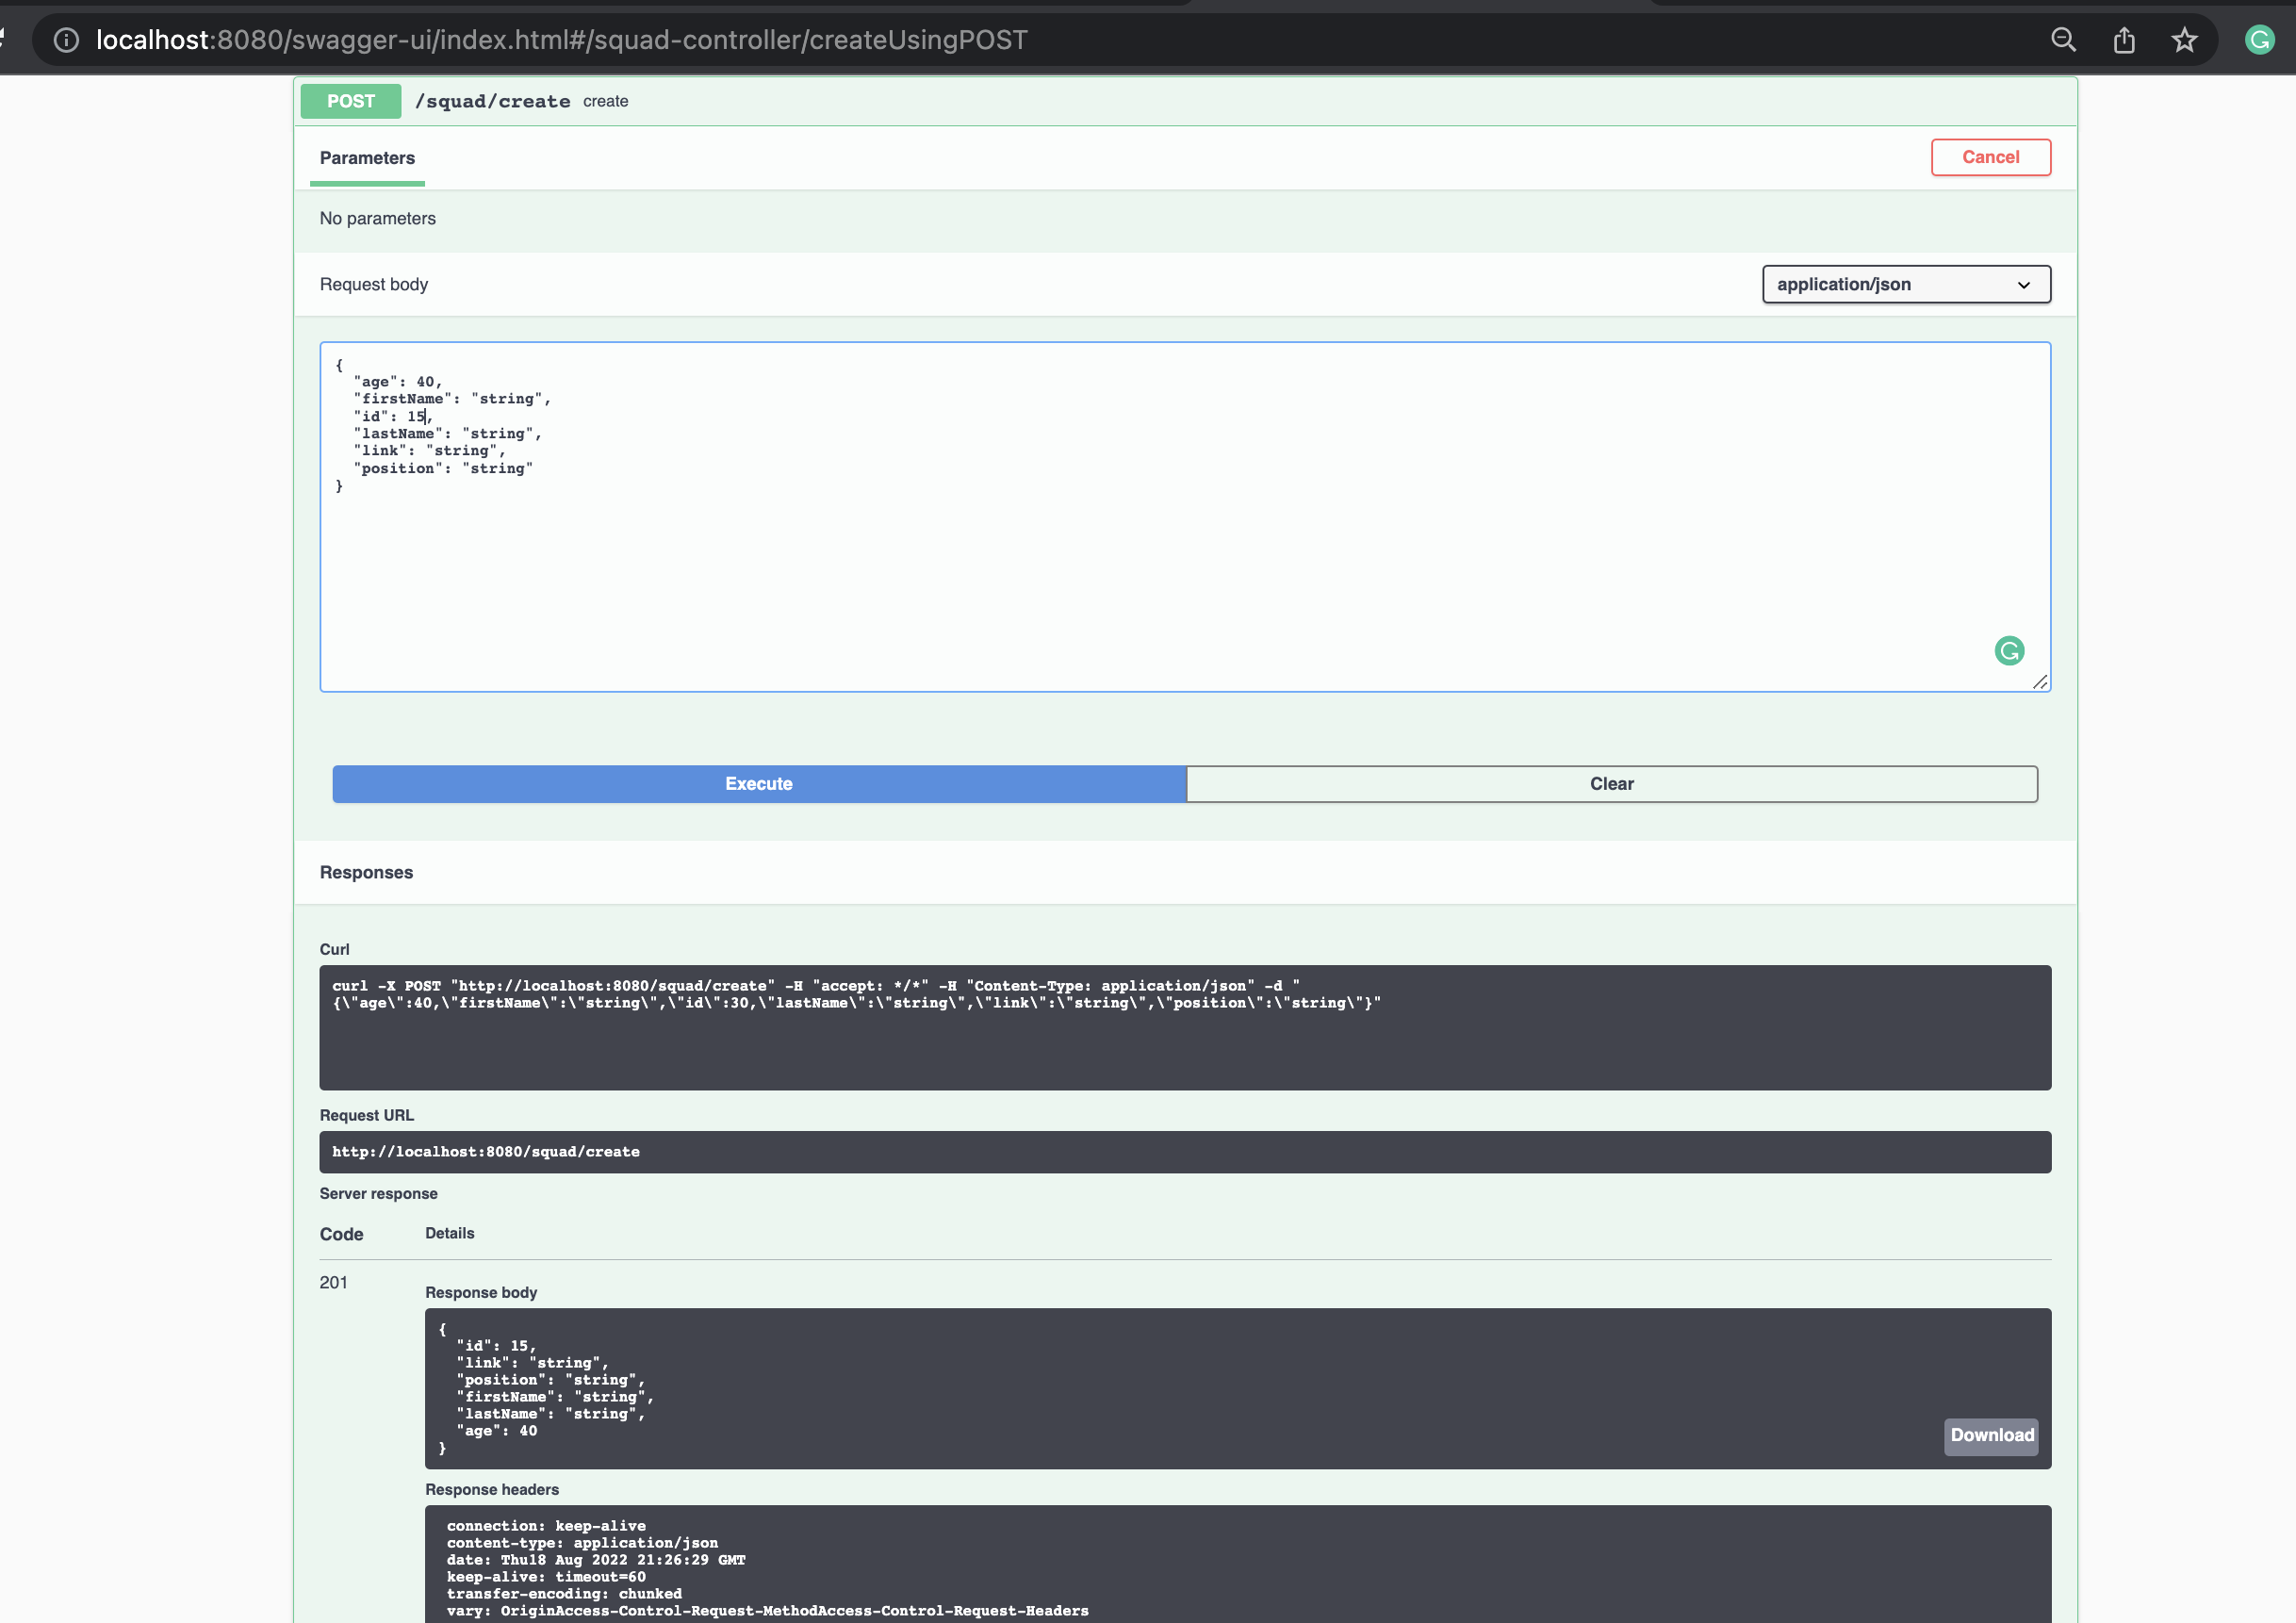 localhost:8080/swagger-ui/index.html#/squad-controller/createUsingPOST
POST /squad/create create
Parameters
Cancel
No parameters
Request body
application/json
{
  "age": 40,
  "firstName": "string",
  "id": 15,
  "lastName": "string",
  "link": "string",
  "position": "string"
}
Execute
Clear
Responses
Curl
curl -X POST "http://localhost:8080/squad/create" -H "accept: */*" -H "Content-Type: application/json" -d "
{\"age\":40,\"firstName\":\"string\",\"id\":30,\"lastName\":\"string\",\"link\":\"string\",\"position\":\"string\"}"
Request URL
http://localhost:8080/squad/create
Server response
Code Details
201
Response body
{
  "id": 15,
  "link": "string",
  "position": "string",
  "firstName": "string",
  "lastName": "string",
  "age": 40
}
Download
Response headers
connection: keep-alive
content-type: application/json
date: Thu18 Aug 2022 21:26:29 GMT
keep-alive: timeout=60
transfer-encoding: chunked
vary: OriginAccess-Control-Request-MethodAccess-Control-Request-Headers